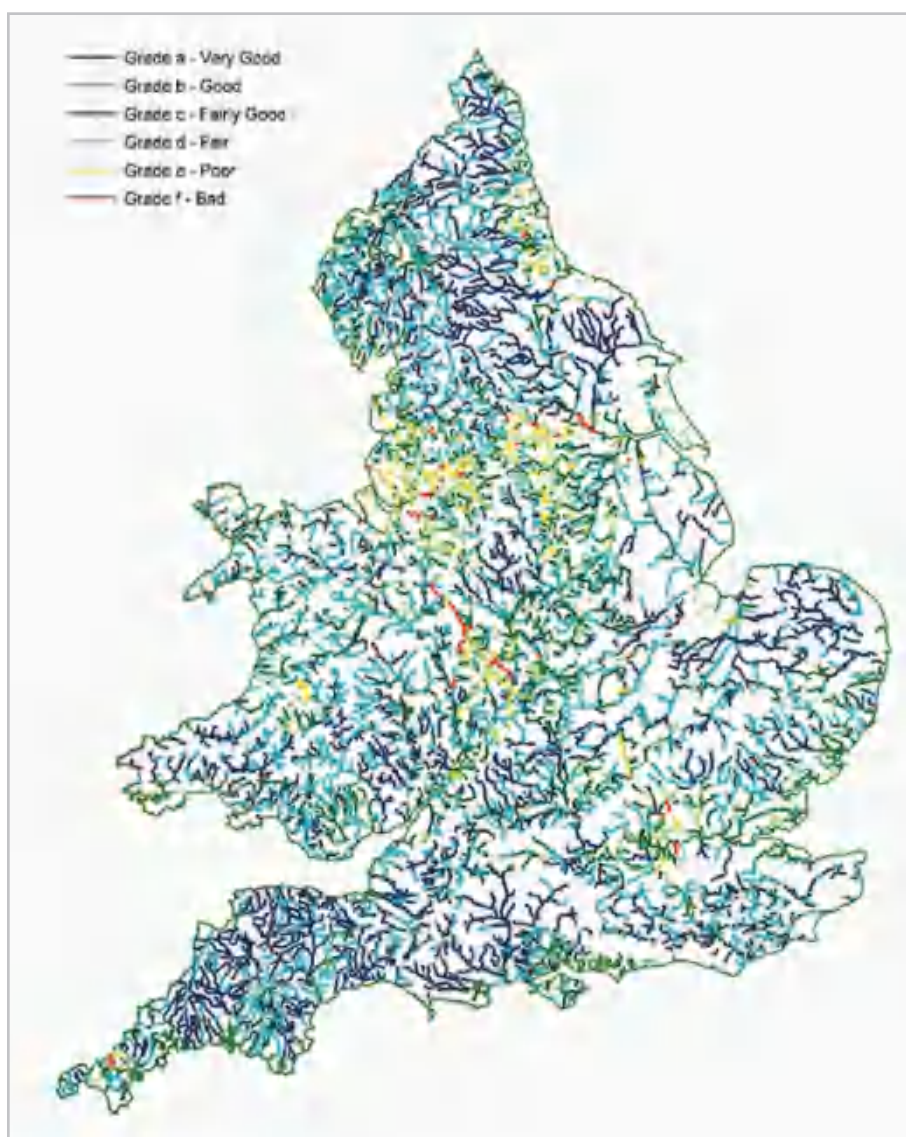 Grade a - Very Good
Grade b - Good
Grade c - Fairly Good
Grade d - Fair
Grade e - Poor
Grade f - Bad